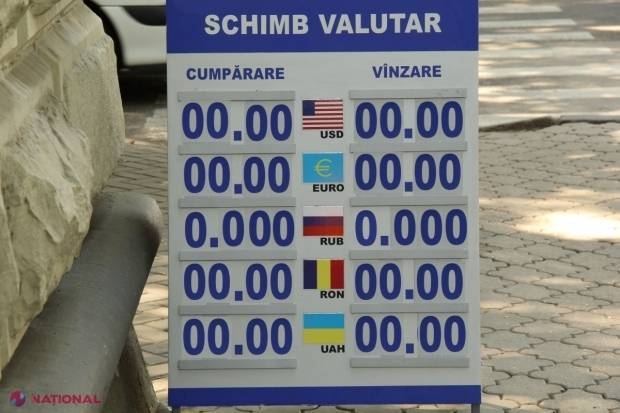 SCHIMB VALUTAR
CUMPĂRARE VÎNZARE
00.00 USD 00.00
00.00 € EURO 00.00
0.000 RUB 0.000
00.00 RON 00.00
00.00 UAH 00.00
NATIONAL